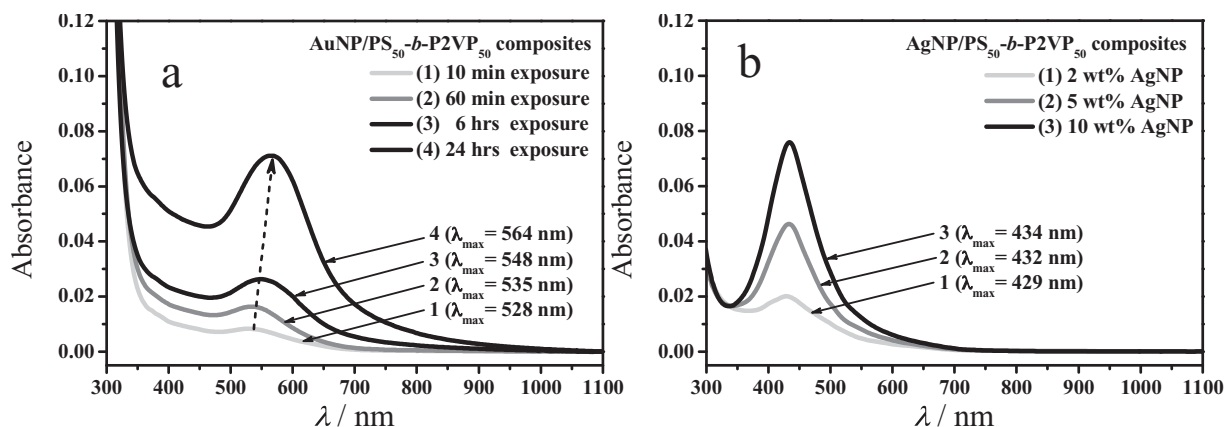 a
AuNP/PS50-b-P2VP50 composites
(1) 10 min exposure
(2) 60 min exposure
(3) 6 hrs exposure
(4) 24 hrs exposure
4 (λmax= 564 nm)
3 (λmax= 548 nm)
2 (λmax= 535 nm)
1 (λmax= 528 nm)
0.12
0.10
0.08
0.06
0.04
0.02
0.00
Absorbance
300 400 500 600 700 800 900 1000 1100
λ / nm
b
AgNP/PS50-b-P2VP50 composites
(1) 2 wt% AgNP
(2) 5 wt% AgNP
(3) 10 wt% AgNP
3 (λmax= 434 nm)
2 (λmax= 432 nm)
1 (λmax= 429 nm)
0.12
0.10
0.08
0.06
0.04
0.02
0.00
Absorbance
300 400 500 600 700 800 900 1000 1100
λ / nm